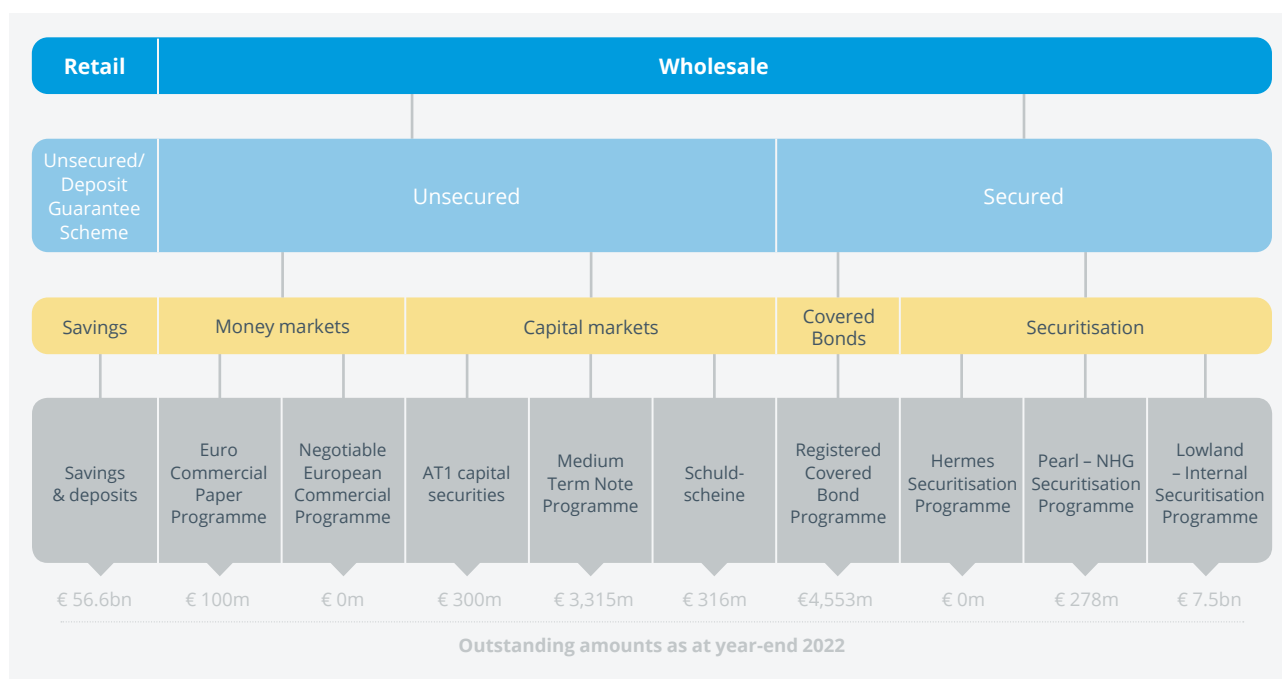 Retail
Wholesale
Unsecured/
Deposit
Guarantee
Scheme
Unsecured
Secured
Savings
Money markets
Capital markets
Covered
Bonds
Securitisation
Savings
& deposits
Euro
Commercial
Paper
Programme
Negotiable
European
Commercial
Programme
AT1 capital
securities
Medium
Term Note
Programme
Schuld-
scheine
Registered
Covered
Bond
Programme
Hermes
Securitisation
Programme
Pearl – NHG
Securitisation
Programme
Lowland
– Internal
Securitisation
Programme
€ 56.6bn
€ 100m
€ 0m
€ 300m
€ 3,315m
€ 316m
€4,553m
€ 0m
€ 278m
€ 7.5bn
Outstanding amounts as at year-end 2022